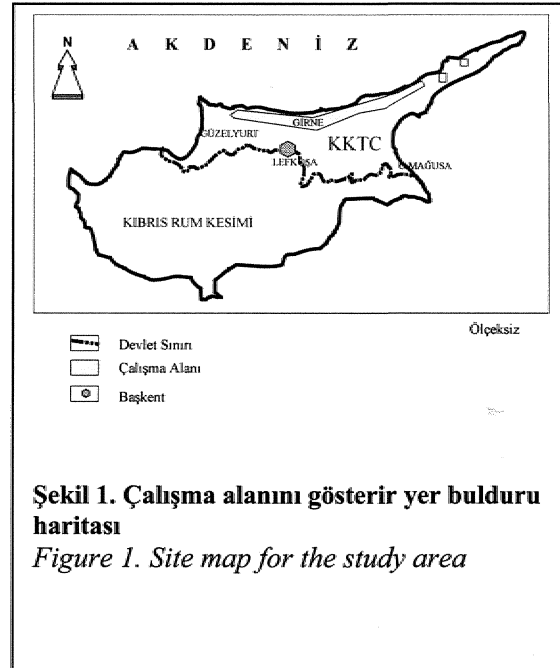 N
A K D E N İ Z
GİRNE
GÜZELYURT
KKTC
LEFKOŞA
G.MAĞUSA
KIBRIS RUM KESİMİ
Ölçeksiz
Devlet Sınırı
Çalışma Alanı
Başkent
Şekil 1. Çalışma alanını gösterir yer bulduru
haritası
Figure 1. Site map for the study area